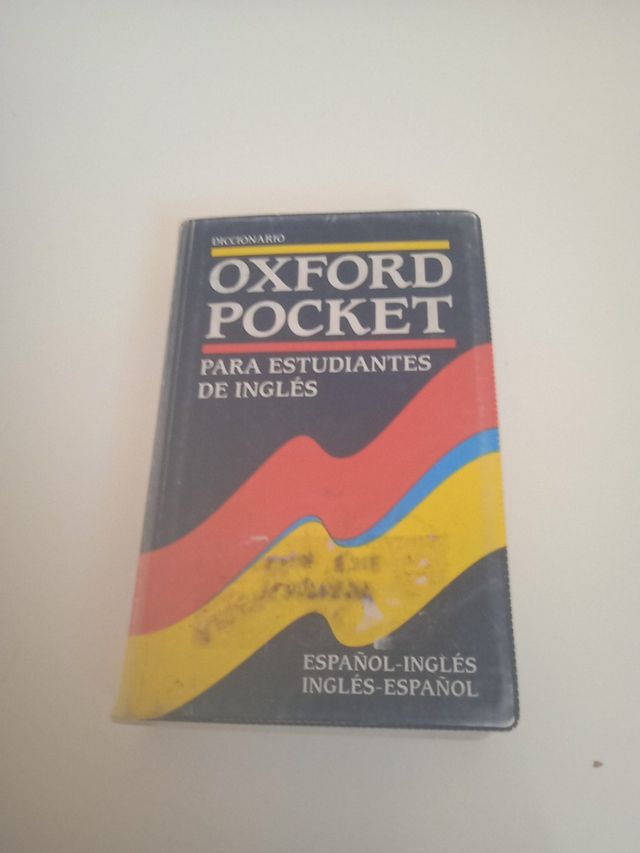 DICCIONARIO
OXFORD
POCKET
PARA ESTUDIANTES
DE INGLÉS
ESPAÑOL-INGLÉS
INGLÉS-ESPAÑOL